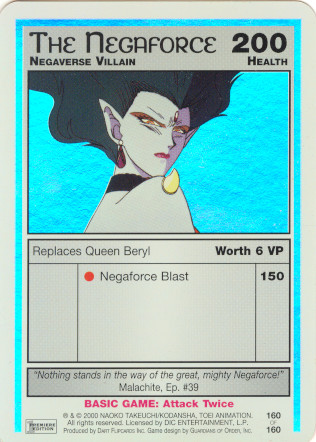 The Negaforce 200
Negaverse Villain Health
Replaces Queen Beryl Worth 6 VP
Negaforce Blast 150
"Nothing stands in the way of the great, mighty Negaforce!"
Malachite, Ep. #39
BASIC GAME: Attack Twice
PREMIERE EDITION
® & © 2000 NAOKO TAKEUCHI/KODANSHA, TOEI ANIMATION.
All rights reserved. Licensed by DIC ENTERTAINMENT, L.P.
Produced by Dart Flipcards Inc. Game design by Guardians of Order, Inc.
160
OF
160